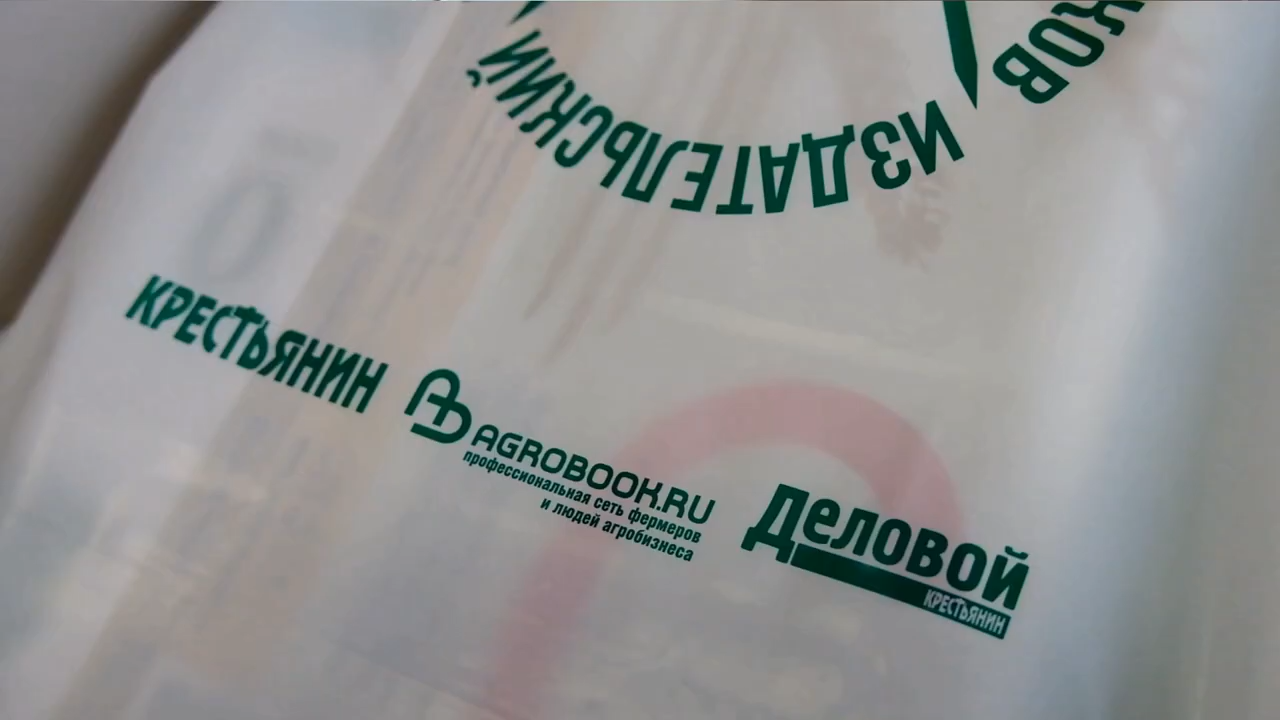 ИЗДАТЕЛЬСКИЙ
КРЕСТЬЯНИН
AGROBOOK.RU
профессиональная сеть фермеров
и людей агробизнеса
Деловой
КРЕСТЬЯНИН